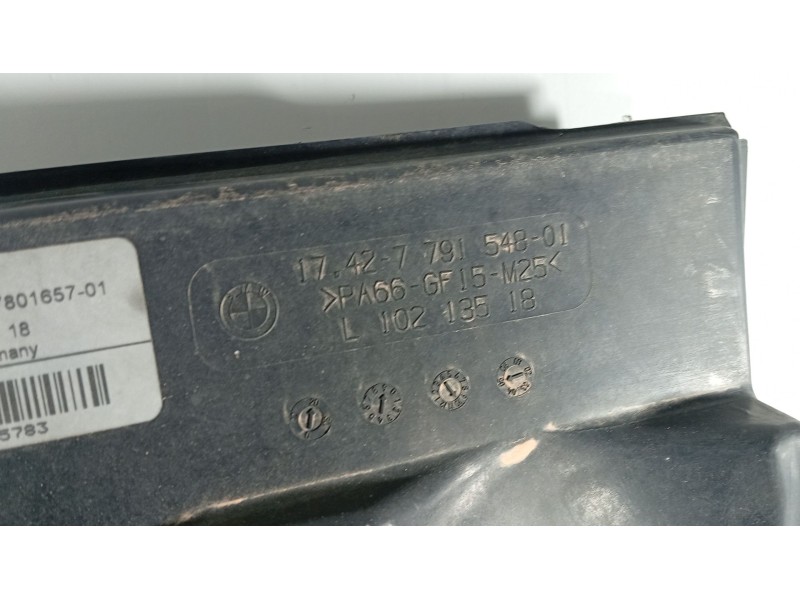 7801657-01
18
many
5783
17.42-7 791 548-01
>PA66-GF15-M25<
L 102 135 18